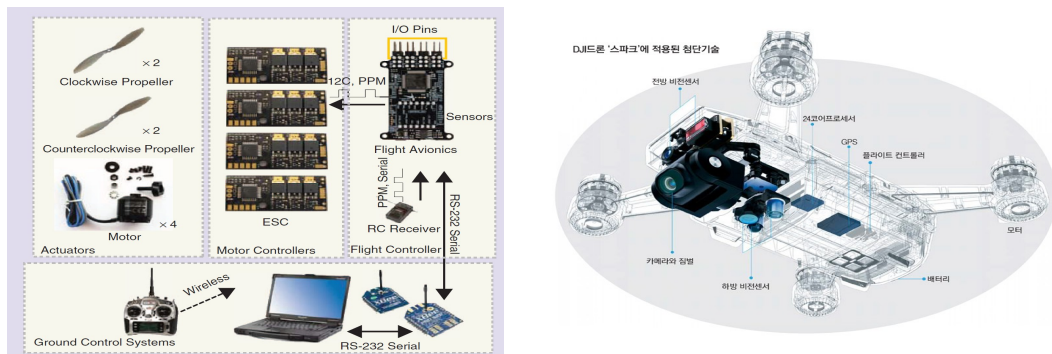 I/O Pins
× 2
Clockwise Propeller
12C, PPM
Sensors
× 2
Counterclockwise Propeller
Flight Avionics
PPM, Serial
RS-232 Serial
× 4
Motor
ESC
RC Receiver
Actuators
Motor Controllers
Flight Controller
Wireless
Ground Control Systems
RS-232 Serial
DJI드론 '스파크'에 적용된 첨단기술
전방 비전센서
24코어프로세서
GPS
플라이트 컨트롤러
모터
카메라와 짐벌
하방 비전센서
배터리